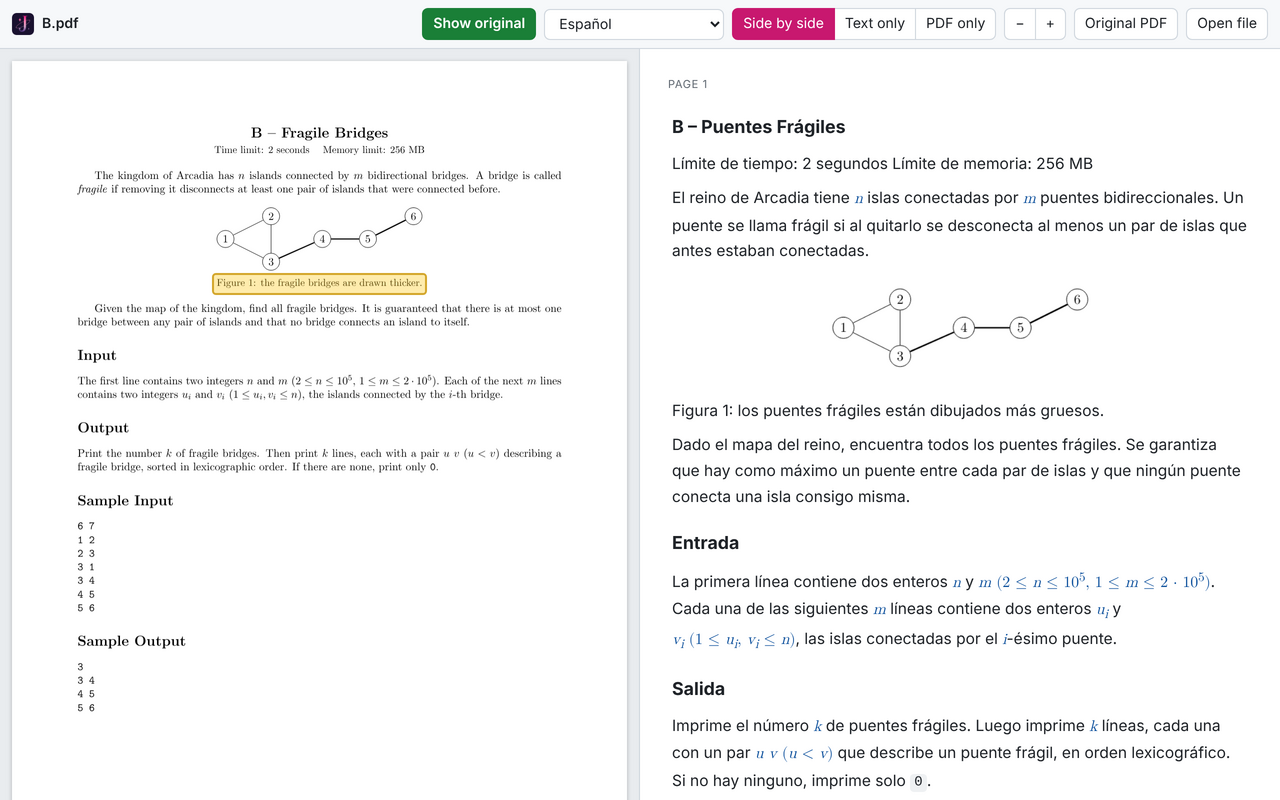 B.pdf
Show original
Español
Side by side
Text only
PDF only
−
+
Original PDF
Open file
B – Fragile Bridges
Time limit: 2 seconds Memory limit: 256 MB
The kingdom of Arcadia has n islands connected by m bidirectional bridges. A bridge is called
fragile if removing it disconnects at least one pair of islands that were connected before.
1
2
3
4
5
6
Figure 1: the fragile bridges are drawn thicker.
Given the map of the kingdom, find all fragile bridges. It is guaranteed that there is at most one
bridge between any pair of islands and that no bridge connects an island to itself.
Input
The first line contains two integers n and m (2 ≤ n ≤ 10⁵, 1 ≤ m ≤ 2 · 10⁵). Each of the next m lines
contains two integers uᵢ and vᵢ (1 ≤ uᵢ, vᵢ ≤ n), the islands connected by the i-th bridge.
Output
Print the number k of fragile bridges. Then print k lines, each with a pair u v (u < v) describing a
fragile bridge, sorted in lexicographic order. If there are none, print only 0.
Sample Input
6 7
1 2
2 3
3 1
3 4
4 5
5 6
Sample Output
3
3 4
4 5
5 6
PAGE 1
B – Puentes Frágiles
Límite de tiempo: 2 segundos Límite de memoria: 256 MB
El reino de Arcadia tiene n islas conectadas por m puentes bidireccionales. Un
puente se llama frágil si al quitarlo se desconecta al menos un par de islas que
antes estaban conectadas.
1
2
3
4
5
6
Figura 1: los puentes frágiles están dibujados más gruesos.
Dado el mapa del reino, encuentra todos los puentes frágiles. Se garantiza
que hay como máximo un puente entre cada par de islas y que ningún puente
conecta una isla consigo misma.
Entrada
La primera línea contiene dos enteros n y m (2 ≤ n ≤ 10⁵, 1 ≤ m ≤ 2 · 10⁵).
Cada una de las siguientes m líneas contiene dos enteros uᵢ y
vᵢ (1 ≤ uᵢ, vᵢ ≤ n), las islas conectadas por el i-ésimo puente.
Salida
Imprime el número k de puentes frágiles. Luego imprime k líneas, cada una
con un par u v (u < v) que describe un puente frágil, en orden lexicográfico.
Si no hay ninguno, imprime solo 0.